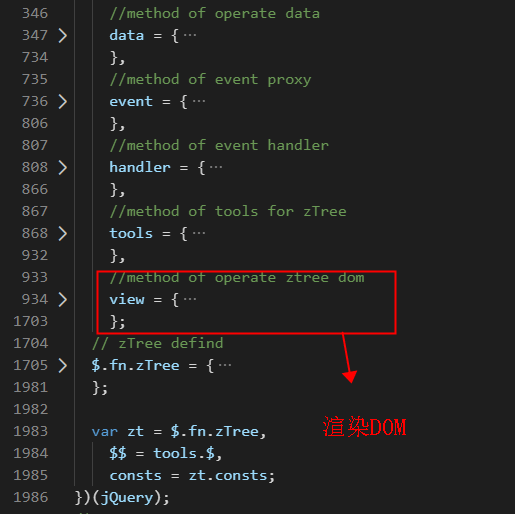 346 //method of operate data
347 data = {···
734 },
735 //method of event proxy
736 event = {···
806 },
807 //method of event handler
808 handler = {···
866 },
867 //method of tools for zTree
868 tools = {···
932 },
933 //method of operate ztree dom
934 view = {···
1703 };
1704 // zTree defind
1705 $.fn.zTree = {···
1981 };
1982
1983 var zt = $.fn.zTree,
渲染DOM
1984 $$ = tools.$,
1985 consts = zt.consts;
1986 })(jQuery);